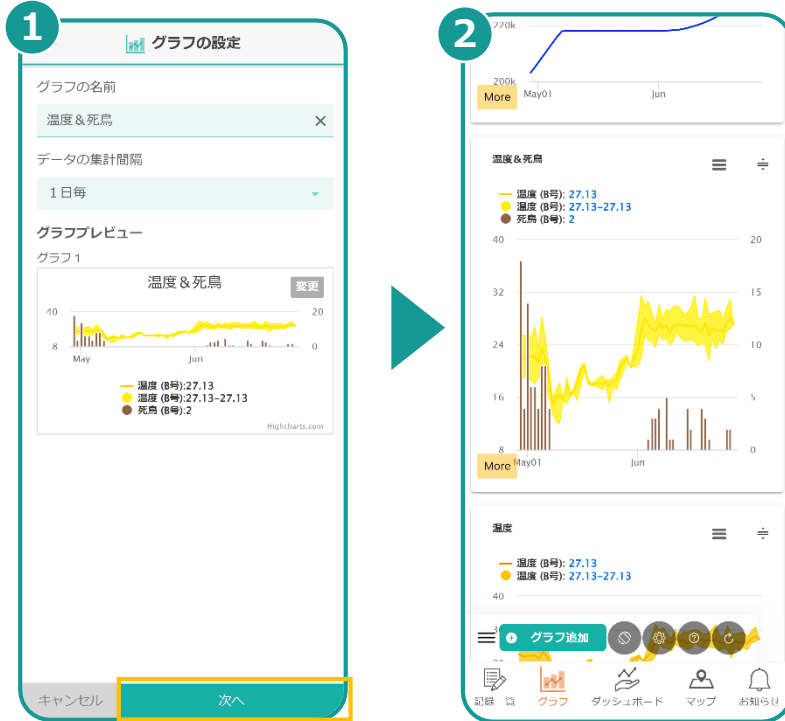 1
グラフの設定
グラフの名前
温度＆死鳥
データの集計間隔
1日毎
グラフプレビュー
グラフ1
温度＆死鳥
変更
40
20
8
0
May
Jun
温度 (B号):27.13
温度 (B号):27.13–27.13
死鳥 (B号):2
Highcharts.com
キャンセル
次へ
2
220k
200k
More
May01
Jun
温度＆死鳥
温度 (B号): 27.13
温度 (B号): 27.13–27.13
死鳥 (B号): 2
40
20
32
15
24
10
16
5
8
0
More
May01
Jun
温度
温度 (B号): 27.13
温度 (B号): 27.13–27.13
40
グラフ追加
記録 覧
グラフ
ダッシュボード
マップ
お知らせ